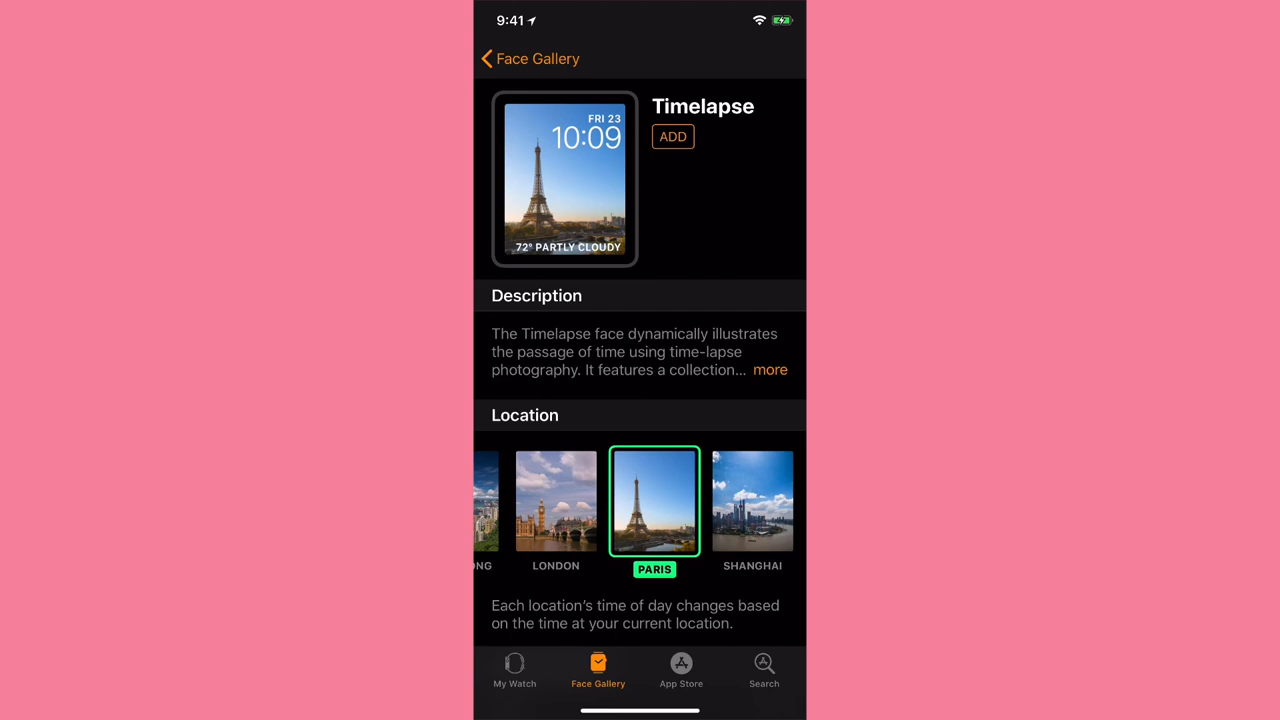 9:41
Face Gallery
FRI 23
10:09
72° PARTLY CLOUDY
Timelapse
ADD
Description
The Timelapse face dynamically illustrates
the passage of time using time-lapse
photography. It features a collection... more
Location
NG LONDON PARIS SHANGHAI
Each location’s time of day changes based
on the time at your current location.
My Watch Face Gallery App Store Search